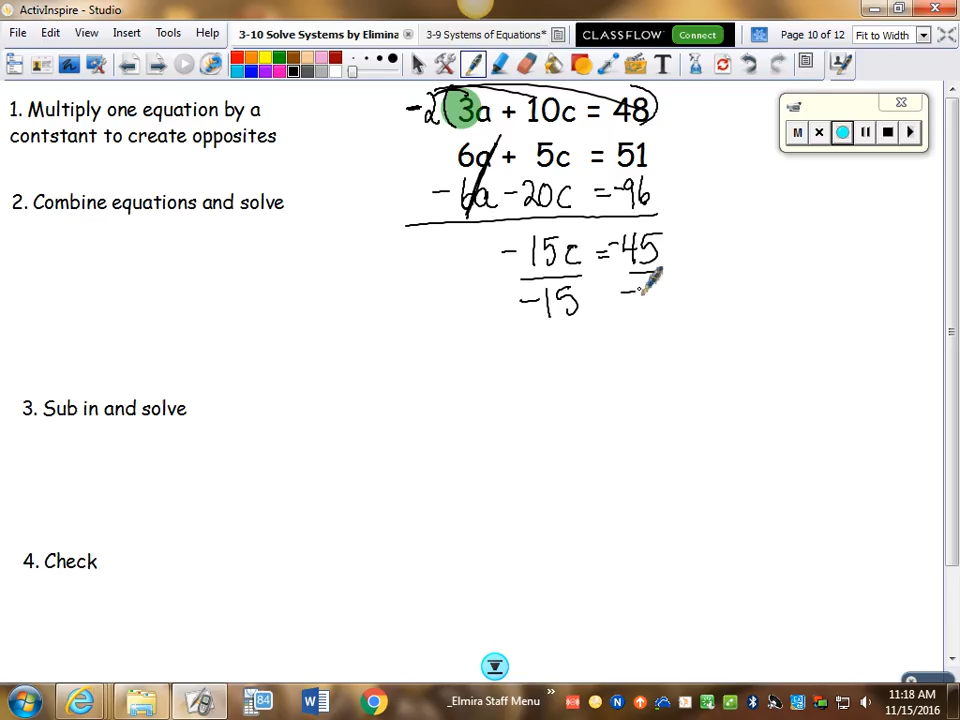 ActivInspire - Studio
File Edit View Insert Tools Help
3-10 Solve Systems by Elimina
3-9 Systems of Equations*
CLASSFLOW Connect
Page 10 of 12
Fit to Width
1. Multiply one equation by a
contstant to create opposites
-2(3a + 10c = 48)
6a + 5c = 51
-6a -20c = -96
2. Combine equations and solve
-15c = -45
-15 -
3. Sub in and solve
4. Check
M
84
W
_Elmira Staff Menu
»
11:18 AM
11/15/2016